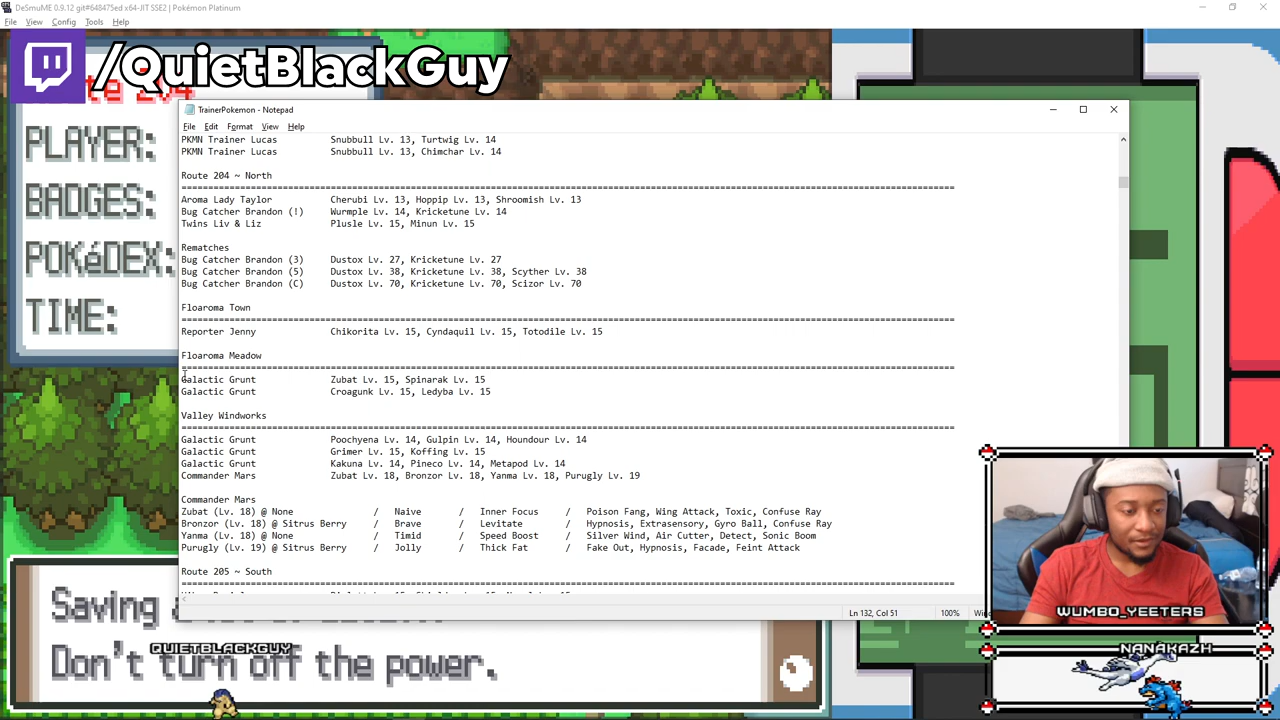 DeSmuME 0.9.12 git#648475ed x64-JIT SSE2 | Pokémon Platinum
File View Config Tools Help
/QuietBlackGuy
PLAYER:
BADGES:
POKéDEX:
TIME:
TrainerPokemon - Notepad
File Edit Format View Help
PKMN Trainer Lucas Snubbull Lv. 13, Turtwig Lv. 14
PKMN Trainer Lucas Snubbull Lv. 13, Chimchar Lv. 14
Route 204 ~ North
Aroma Lady Taylor Cherubi Lv. 13, Hoppip Lv. 13, Shroomish Lv. 13
Bug Catcher Brandon (!) Wurmple Lv. 14, Kricketune Lv. 14
Twins Liv & Liz Plusle Lv. 15, Minun Lv. 15
Rematches
Bug Catcher Brandon (3) Dustox Lv. 27, Kricketune Lv. 27
Bug Catcher Brandon (5) Dustox Lv. 38, Kricketune Lv. 38, Scyther Lv. 38
Bug Catcher Brandon (C) Dustox Lv. 70, Kricketune Lv. 70, Scizor Lv. 70
Floaroma Town
Reporter Jenny Chikorita Lv. 15, Cyndaquil Lv. 15, Totodile Lv. 15
Floaroma Meadow
Galactic Grunt Zubat Lv. 15, Spinarak Lv. 15
Galactic Grunt Croagunk Lv. 15, Ledyba Lv. 15
Valley Windworks
Galactic Grunt Poochyena Lv. 14, Gulpin Lv. 14, Houndour Lv. 14
Galactic Grunt Grimer Lv. 15, Koffing Lv. 15
Galactic Grunt Kakuna Lv. 14, Pineco Lv. 14, Metapod Lv. 14
Commander Mars Zubat Lv. 18, Bronzor Lv. 18, Yanma Lv. 18, Purugly Lv. 19
Commander Mars
Zubat (Lv. 18) @ None / Naive / Inner Focus / Poison Fang, Wing Attack, Toxic, Confuse Ray
Bronzor (Lv. 18) @ Sitrus Berry / Brave / Levitate / Hypnosis, Extrasensory, Gyro Ball, Confuse Ray
Yanma (Lv. 18) @ None / Timid / Speed Boost / Silver Wind, Air Cutter, Detect, Sonic Boom
Purugly (Lv. 19) @ Sitrus Berry / Jolly / Thick Fat / Fake Out, Hypnosis, Facade, Feint Attack
Route 205 ~ South
Ln 132, Col 51 100%
Saving
Don't turn off the power.
QUIETBLACKGUY
WUMBO_YEETERS
NANAKAZH